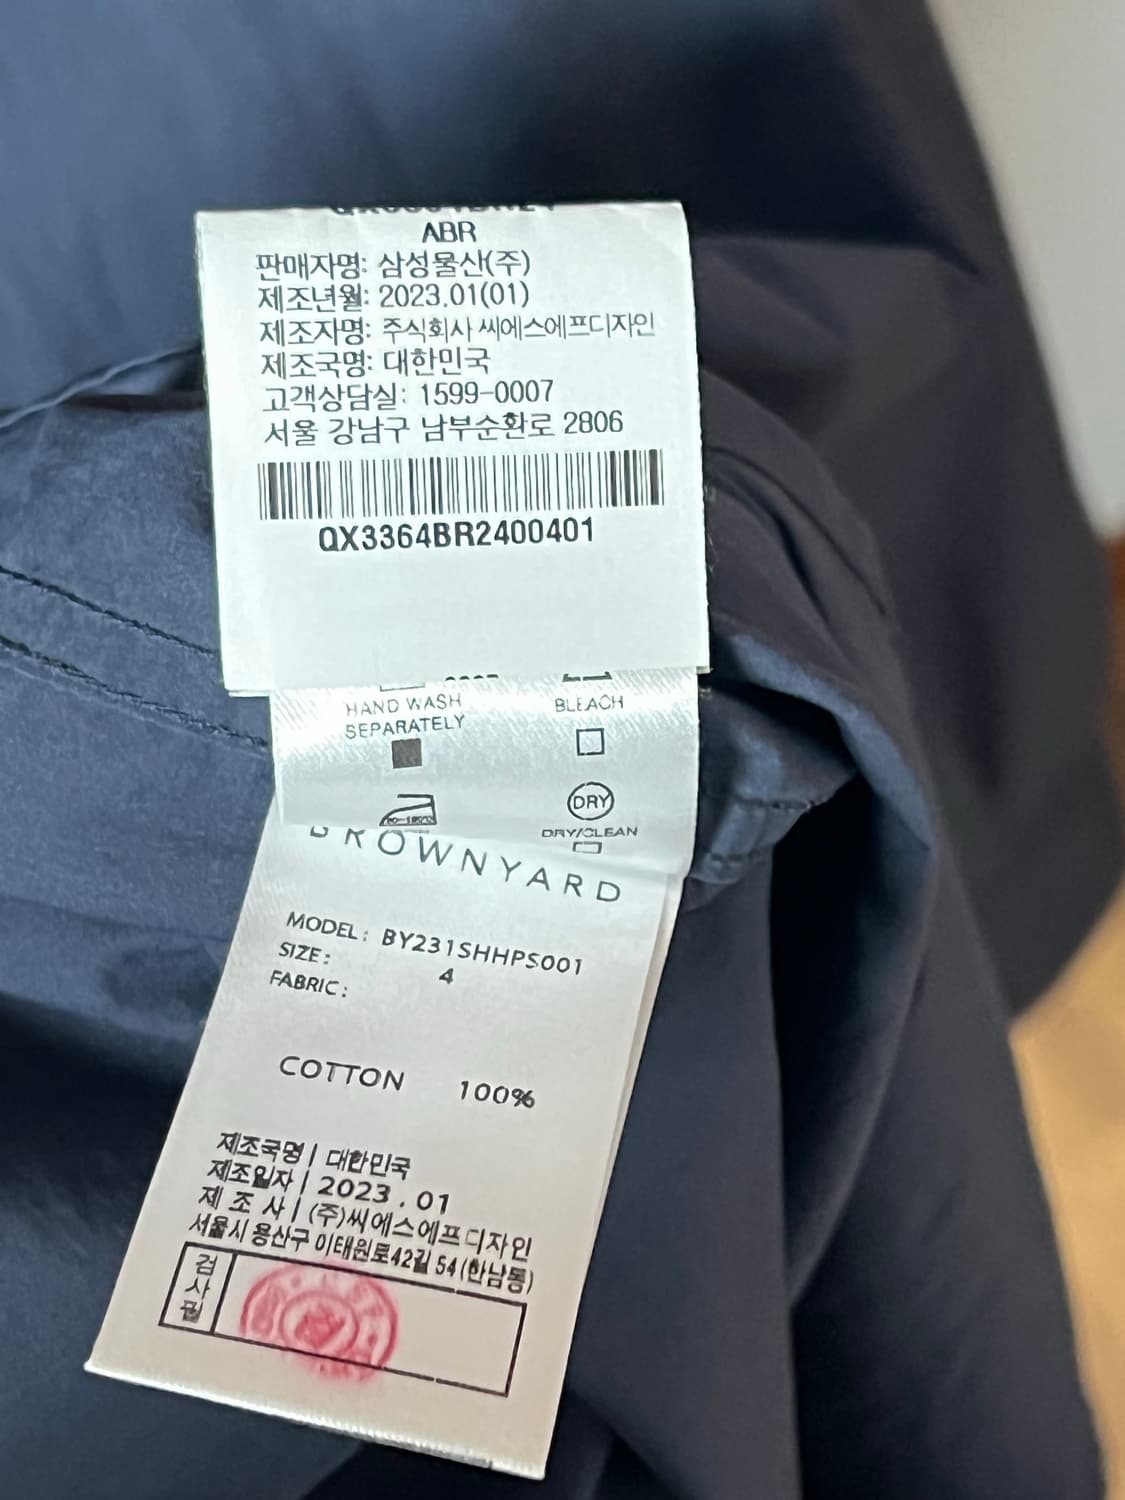 ABR
판매자명: 삼성물산(주)
제조년월: 2023.01(01)
제조자명: 주식회사 씨에스에프디자인
제조국명: 대한민국
고객상담실: 1599-0007
서울 강남구 남부순환로 2806
QX3364BR2400401
HAND WASH
SEPARATELY
BLEACH
DRY
DRY/CLEAN
BROWNYARD
MODEL: BY231SHHPS001
SIZE: 4
FABRIC:
COTTON 100%
제조국명 | 대한민국
제조일자 | 2023.01
제 조 사 | (주)씨에스에프디자인
서울시 용산구 이태원로42길 54(한남동)
검사필